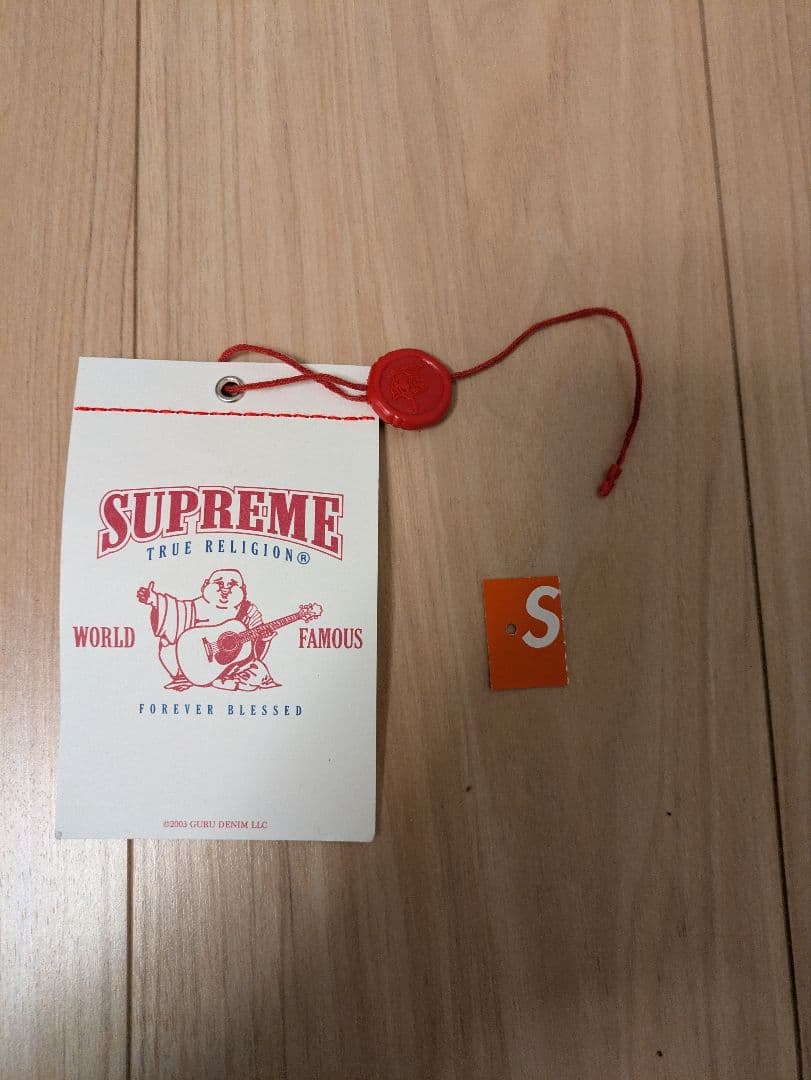 SUPREME
TRUE RELIGION®
WORLD FAMOUS
FOREVER BLESSED
©2003 GURU DENIM LLC
S